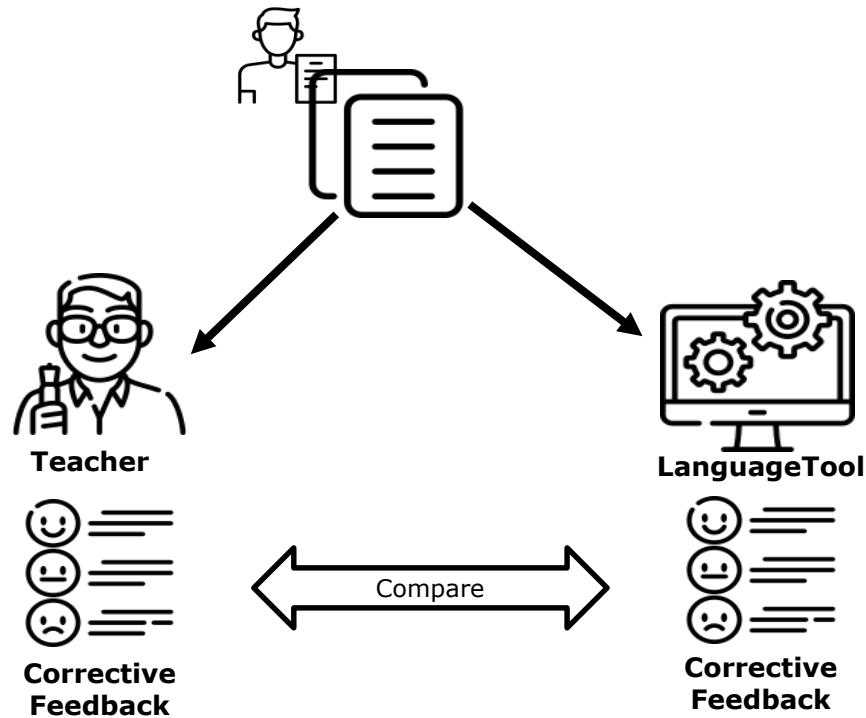 Teacher
LanguageTool
Compare
Corrective
Feedback
Corrective
Feedback